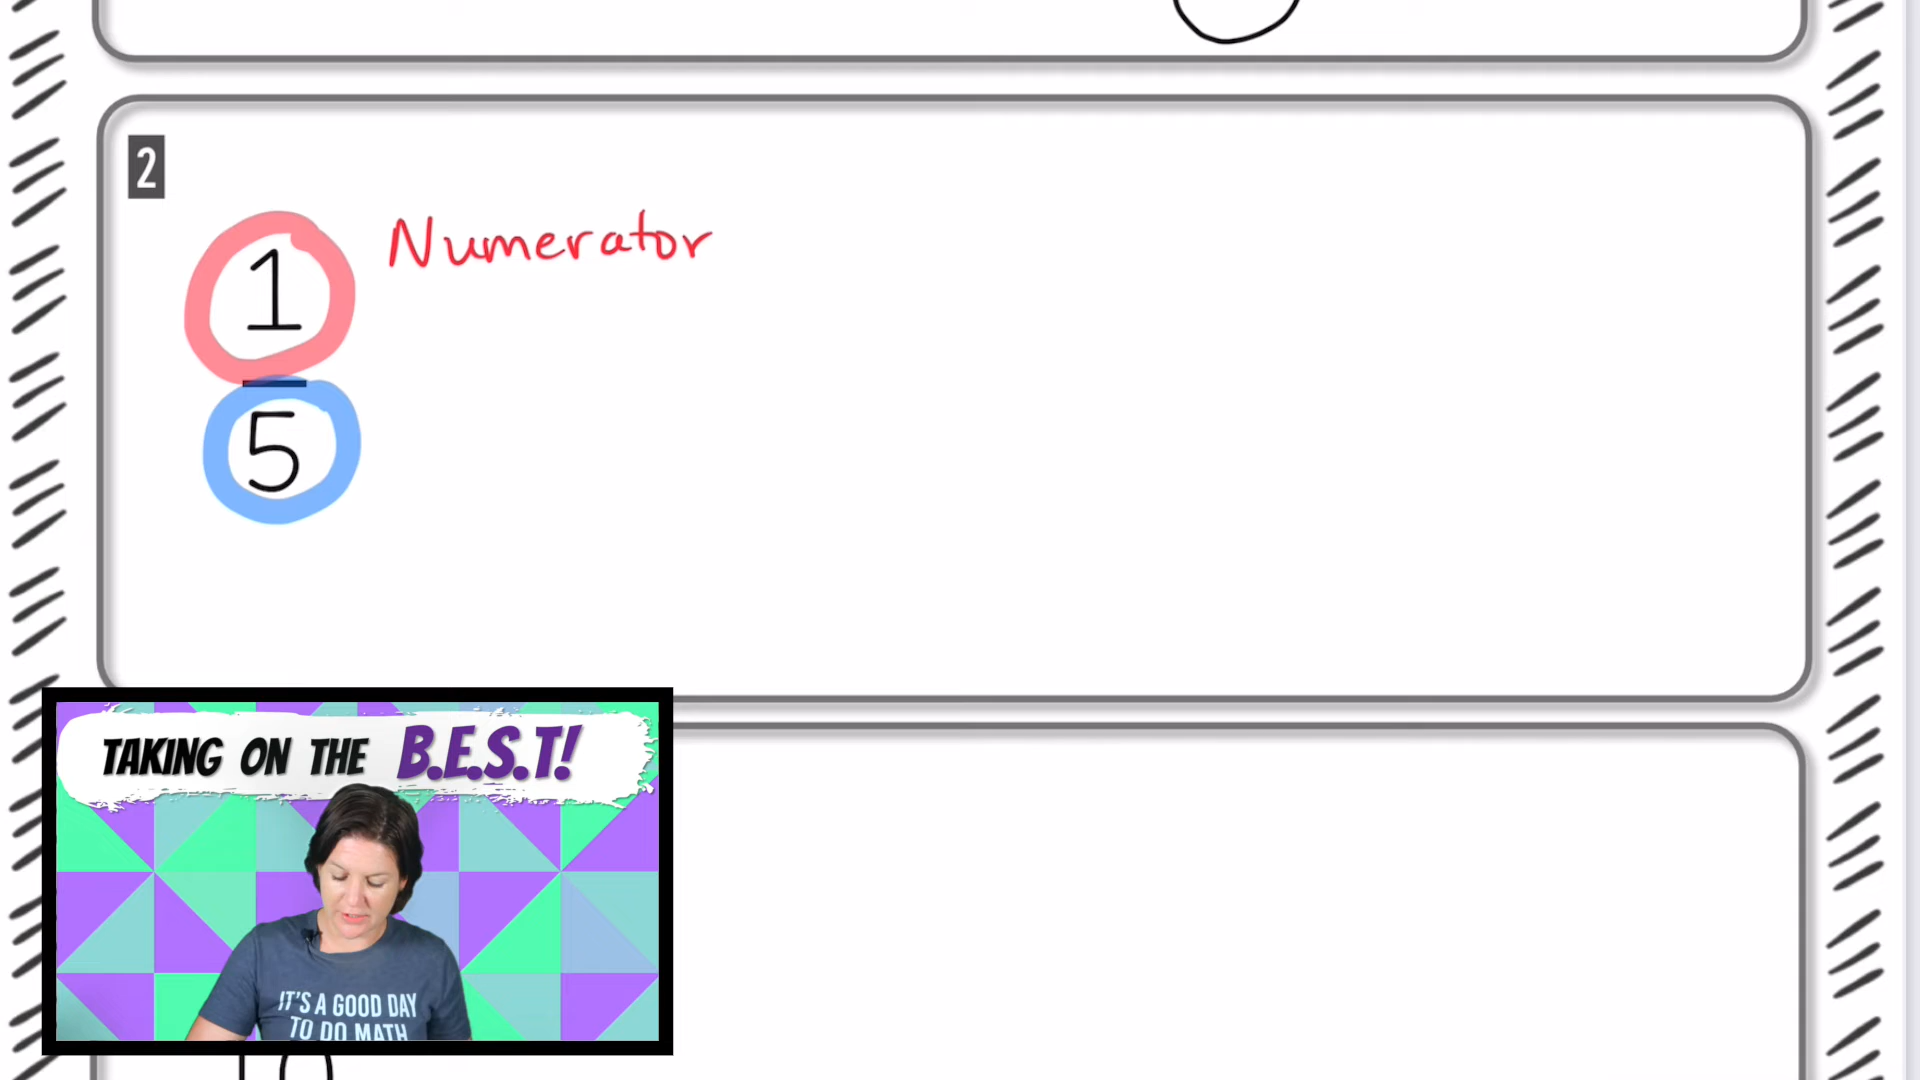 2
1 Numerator
5
TAKING ON THE B.E.S.T!
IT'S A GOOD DAY
TO DO MATH